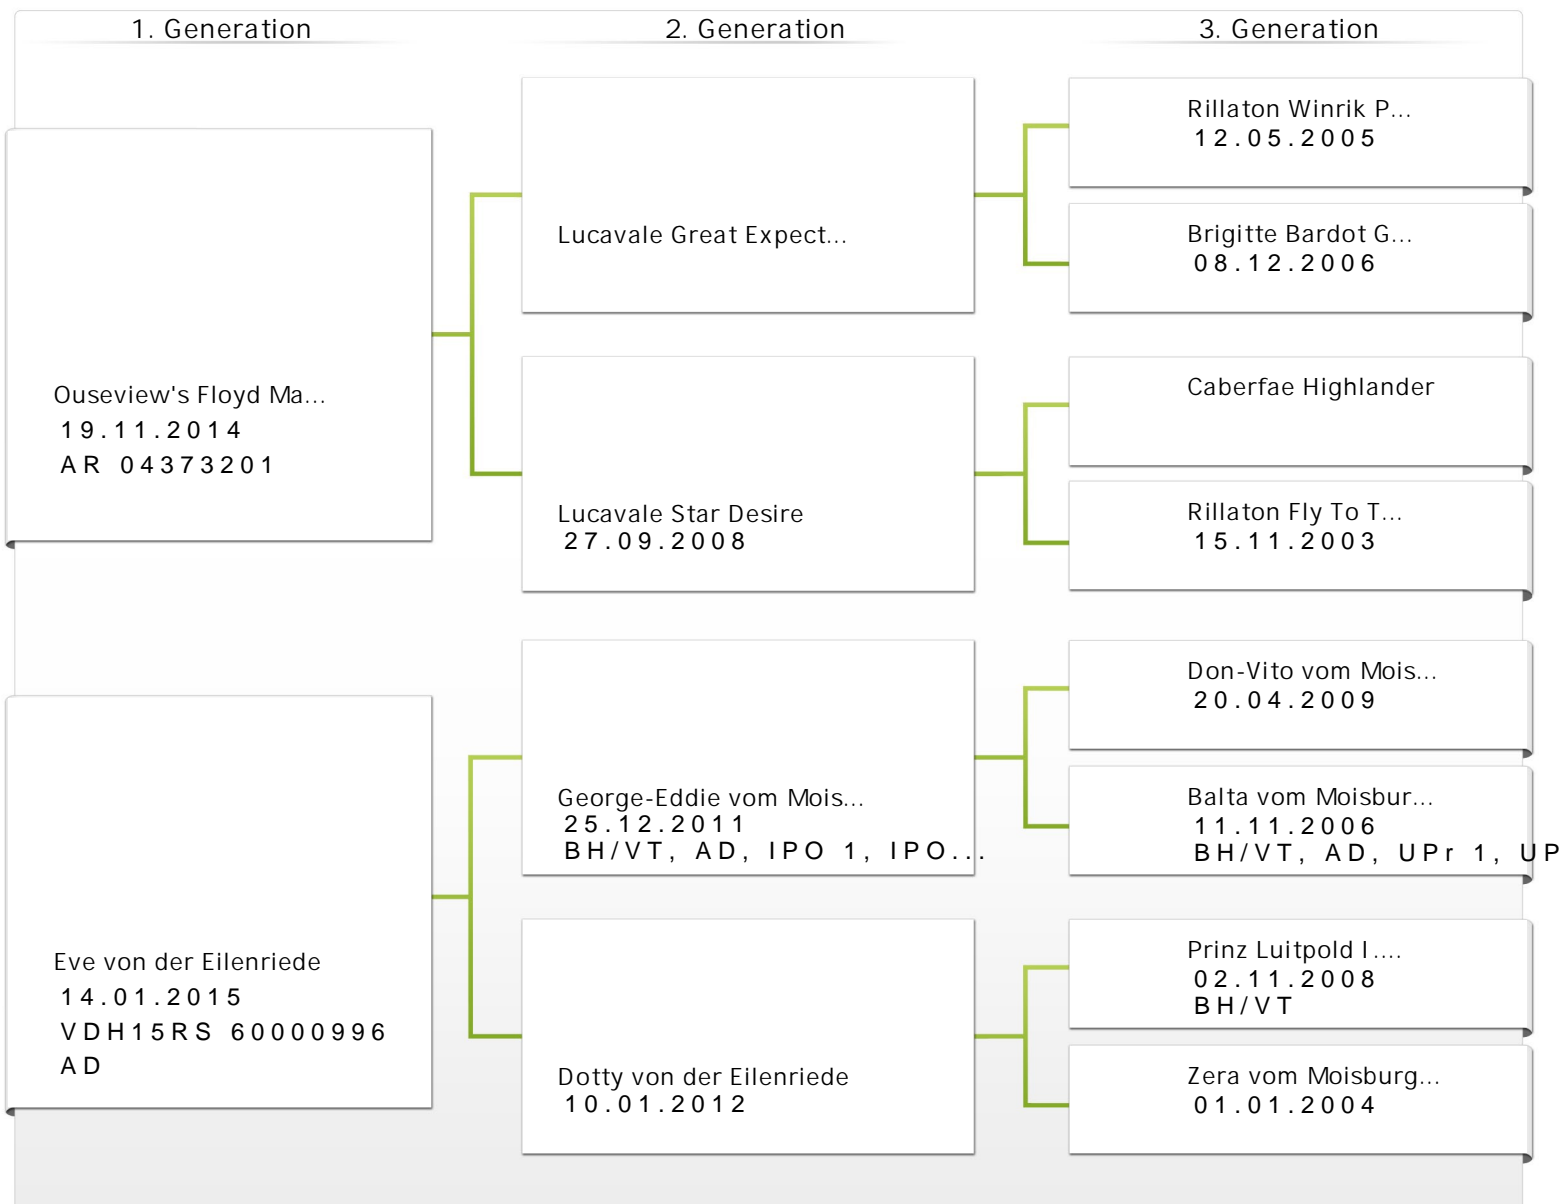 1. Generation
2. Generation
3. Generation
Ouseview's Floyd Ma...
19.11.2014
AR 04373201
Lucavale Great Expect...
Rillaton Winrik P...
12.05.2005
Brigitte Bardot G...
08.12.2006
Lucavale Star Desire
27.09.2008
Caberfae Highlander
Rillaton Fly To T...
15.11.2003
Eve von der Eilenriede
14.01.2015
VDH15RS 60000996
AD
George-Eddie vom Mois...
25.12.2011
BH/VT, AD, IPO 1, IPO...
Don-Vito vom Mois...
20.04.2009
Balta vom Moisbur...
11.11.2006
BH/VT, AD, UPr 1, UP
Dotty von der Eilenriede
10.01.2012
Prinz Luitpold I....
02.11.2008
BH/VT
Zera vom Moisburg...
01.01.2004